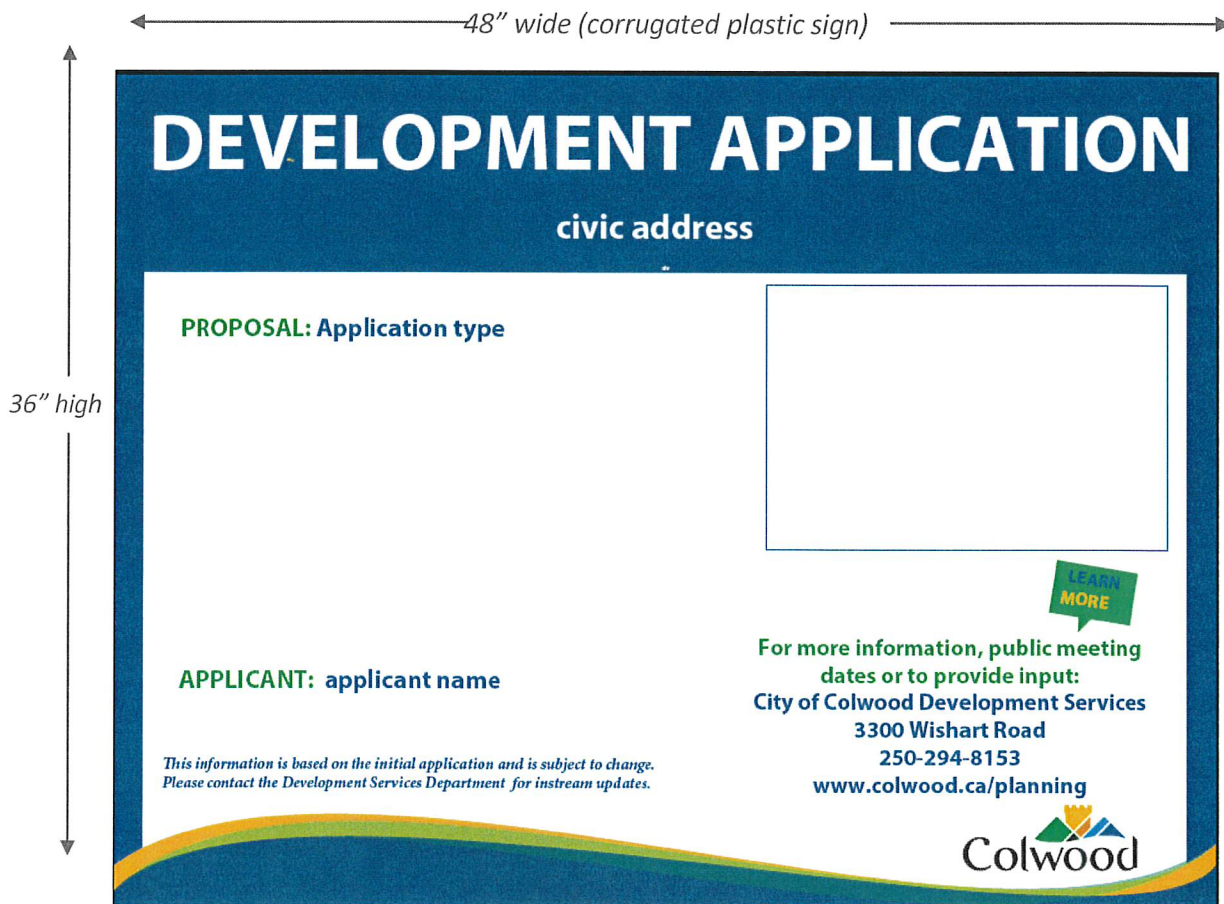 48” wide (corrugated plastic sign)
DEVELOPMENT APPLICATION
civic address
PROPOSAL: Application type
36” high
LEARN
MORE
APPLICANT: applicant name
For more information, public meeting
dates or to provide input:
City of Colwood Development Services
3300 Wishart Road
250-294-8153
www.colwood.ca/planning
This information is based on the initial application and is subject to change.
Please contact the Development Services Department for instream updates.
Colwood